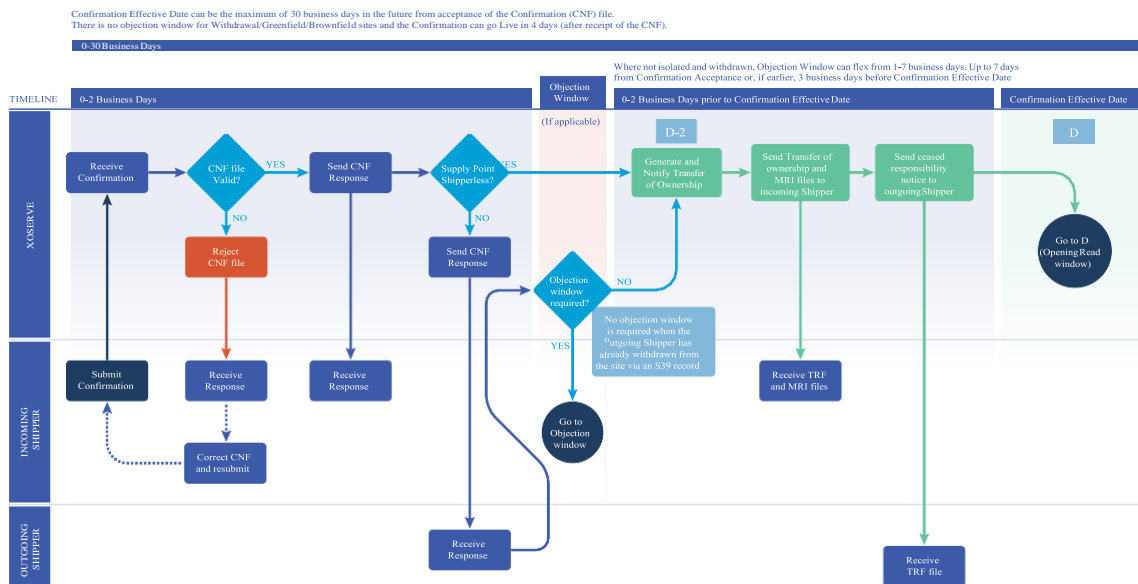 Confirmation Effective Date can be the maximum of 30 business days in the future from acceptance of the Confirmation (CNF) file.
There is no objection window for Withdrawal/Greenfield/Brownfield sites and the Confirmation can go Live in 4 days (after receipt of the CNF).
0-30 Business Days
Where not isolated and withdrawn, Objection Window can flex from 1-7 business days. Up to 7 days
from Confirmation Acceptance or, if earlier, 3 business days before Confirmation Effective Date
TIMELINE
0-2 Business Days
Objection
Window
0-2 Business Days prior to Confirmation Effective Date
Confirmation Effective Date
(If applicable)
D-2
D
XOSERVE
Receive
Confirmation
CNF file
Valid?
YES
Send CNF
Response
Supply Point
Shipperless?
YES
Generate and
Notify Transfer
of Ownership
Send Transfer of
ownership and
MRI files to
incoming Shipper
Send ceased
responsibility
notice to
outgoing Shipper
NO
NO
Reject
CNF file
Send CNF
Response
Go to D
(Opening Read
window)
Objection
window
required?
NO
No objection window
is required when the
outgoing Shipper has
already withdrawn from
the site via an S39 record
YES
INCOMING
SHIPPER
Submit
Confirmation
Receive
Response
Receive
Response
Receive TRF
and MRI files
Go to
Objection
window
Correct CNF
and resubmit
OUTGOING
SHIPPER
Receive
Response
Receive
TRF file